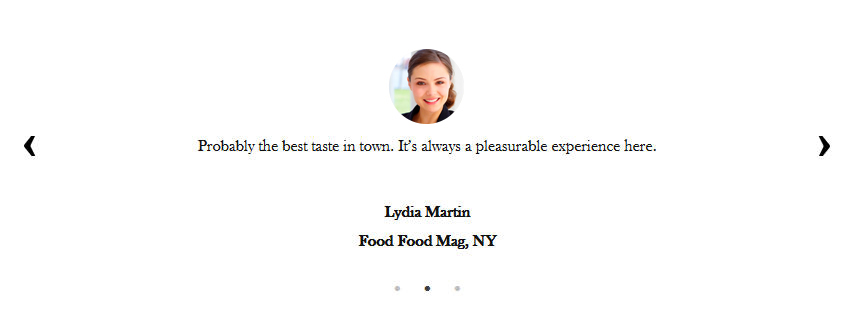 Probably the best taste in town. It's always a pleasurable experience here.
Lydia Martin
Food Food Mag, NY